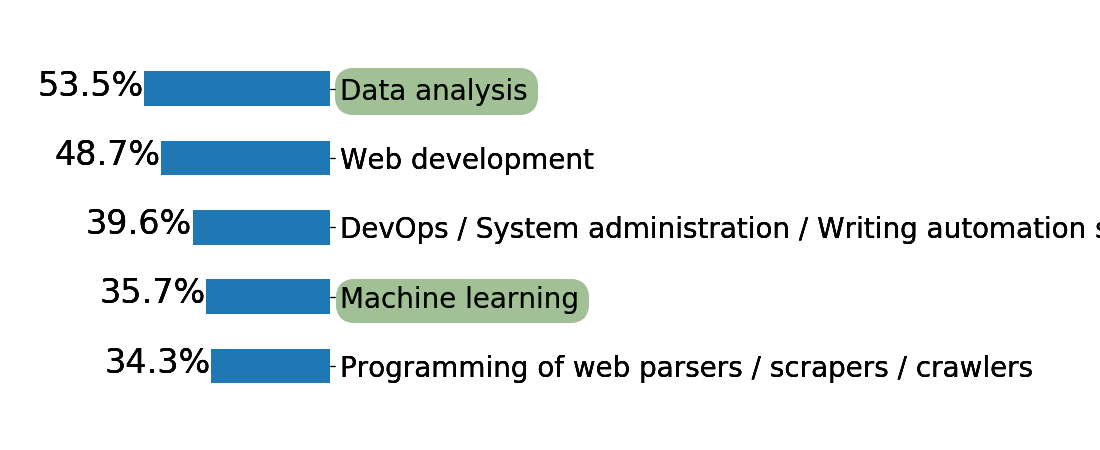 53.5% Data analysis
48.7% Web development
39.6% DevOps / System administration / Writing automation
35.7% Machine learning
34.3% Programming of web parsers / scrapers / crawlers